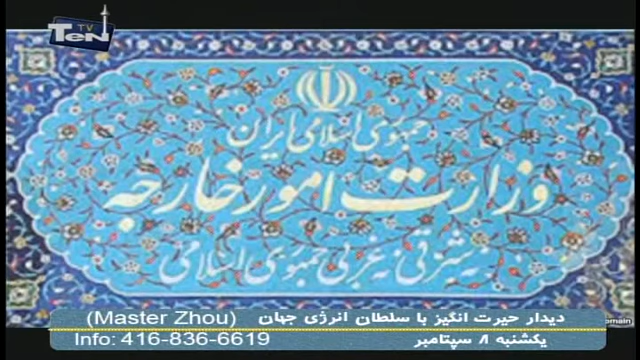 TV
TEN
جمهوری اسلامی ایران
وزارت امور خارجه
نه شرقی نه غربی جمهوری اسلامی
دیدار حیرت انگیز با سلطان انرژی جهان (Master Zhou)
یکشنبه ۸ سپتامبر Info: 416-836-6619